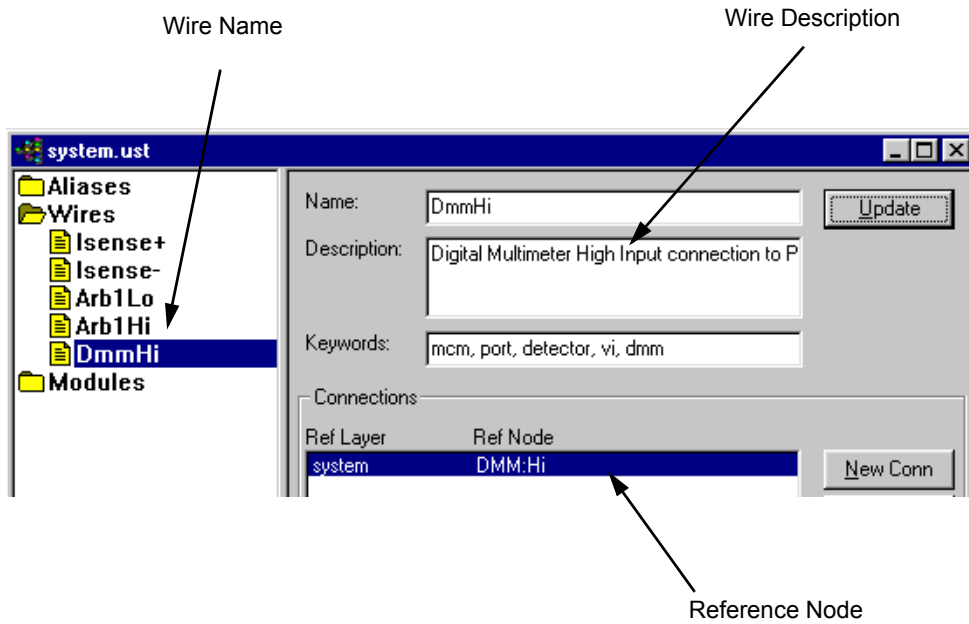 Wire Name
Wire Description
system.ust
Aliases
Wires
Isense+
Isense-
Arb1Lo
Arb1Hi
DmmHi
Modules
Name:
DmmHi
Update
Description:
Digital Multimeter High Input connection to P
Keywords:
mcm, port, detector, vi, dmm
Connections
Ref Layer Ref Node
system DMM:Hi
New Conn
Reference Node